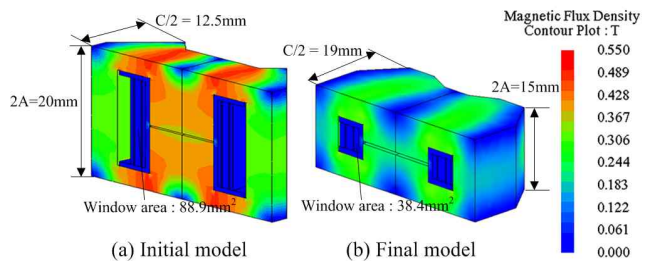 C/2 = 12.5mm
2A=20mm
Window area : 88.9mm²
(a) Initial model
C/2 = 19mm
2A=15mm
Window area : 38.4mm²
(b) Final model
Magnetic Flux Density
Contour Plot : T
0.550
0.489
0.428
0.367
0.306
0.244
0.183
0.122
0.061
0.000